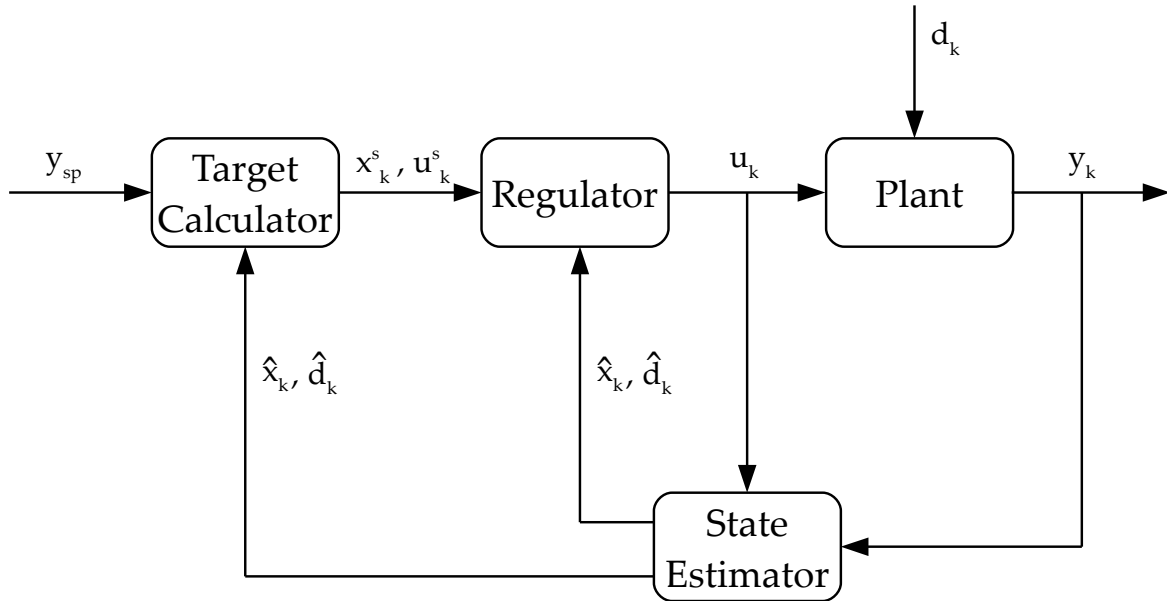 d_k
y_sp
Target
Calculator
x^s_k, u^s_k
Regulator
u_k
Plant
y_k
x̂_k, d̂_k
x̂_k, d̂_k
State
Estimator